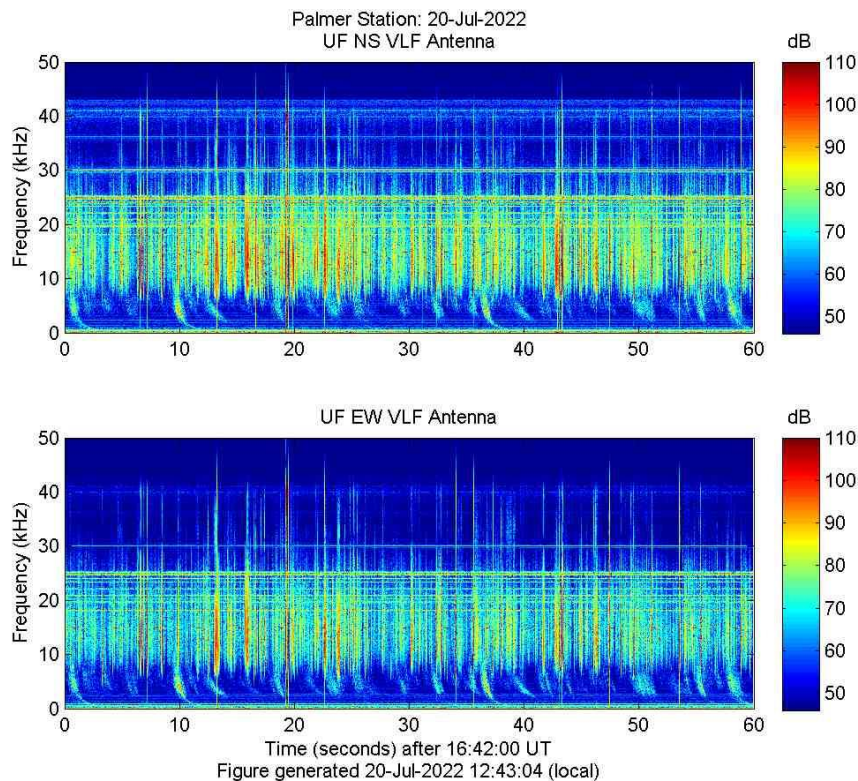 Palmer Station: 20-Jul-2022
UF NS VLF Antenna
dB
50
40
30
20
10
0
Frequency (kHz)
0 10 20 30 40 50 60
110
100
90
80
70
60
50
UF EW VLF Antenna
dB
50
40
30
20
10
0
Frequency (kHz)
0 10 20 30 40 50 60
110
100
90
80
70
60
50
Time (seconds) after 16:42:00 UT
Figure generated 20-Jul-2022 12:43:04 (local)